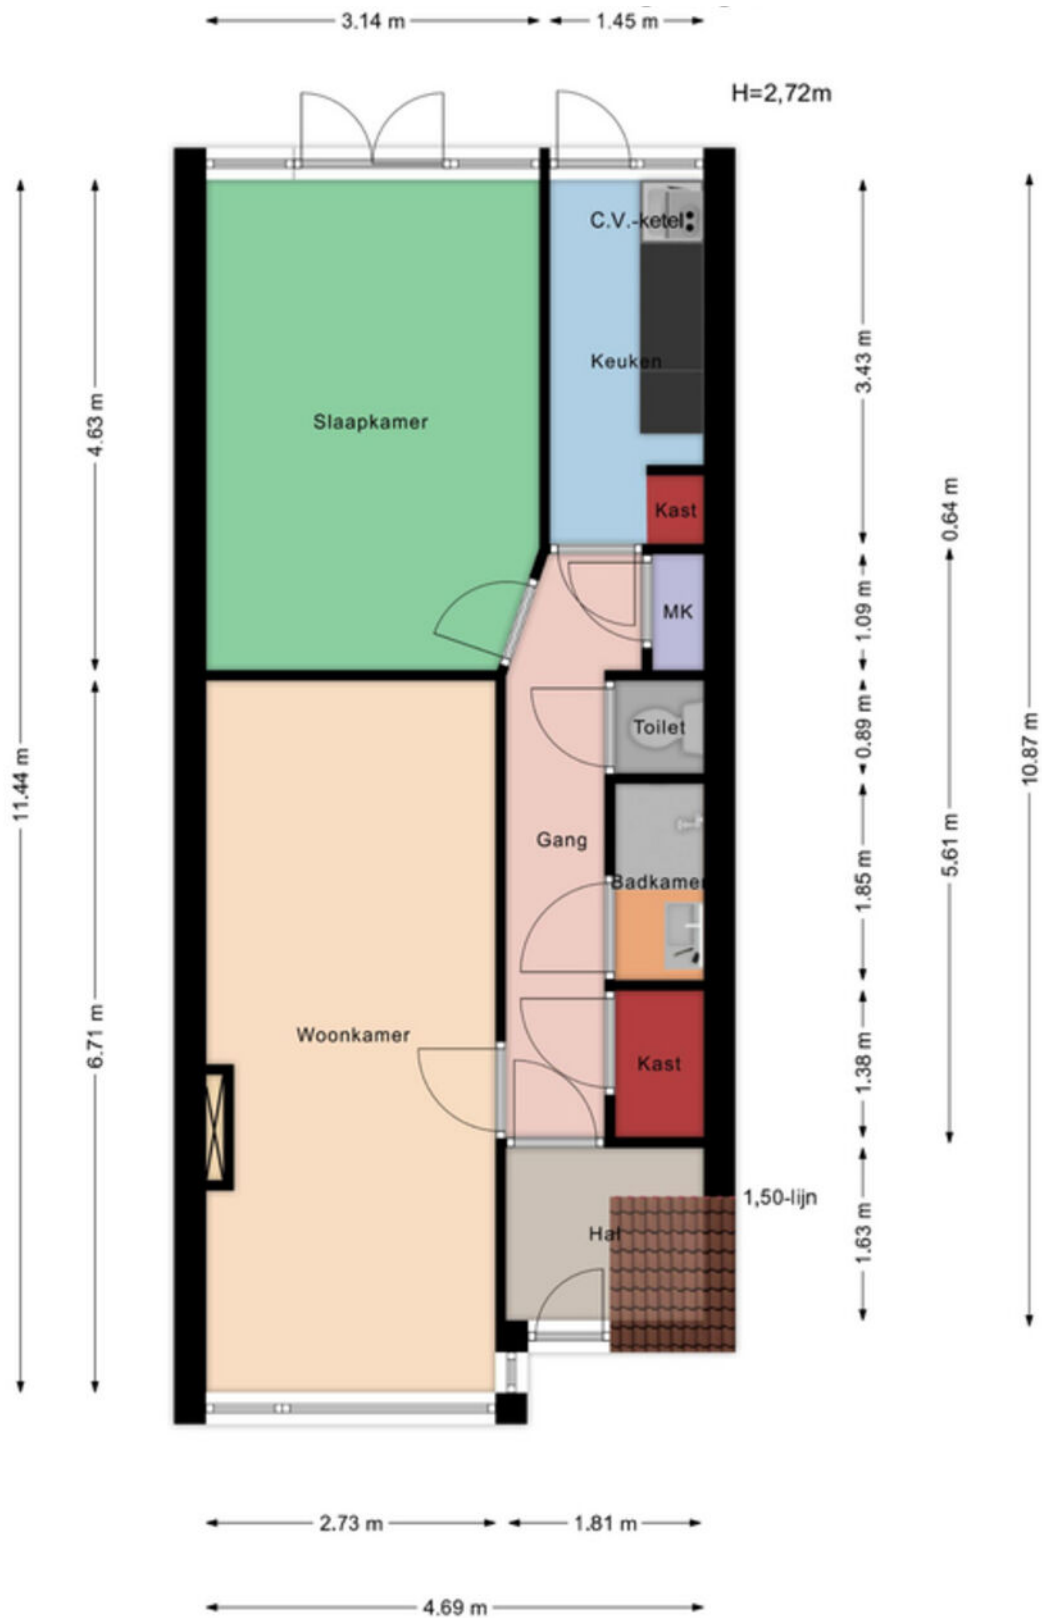 3.14 m
1.45 m
H=2,72m
C.V.-ketel
Keuken
3.43 m
Slaapkamer
4.63 m
Kast
0.64 m
MK
1.09 m
Toilet
0.89 m
11.44 m
10.87 m
Gang
Badkamer
1.85 m
5.61 m
Woonkamer
6.71 m
Kast
1.38 m
1,50-lijn
Hal
1.63 m
2.73 m
1.81 m
4.69 m